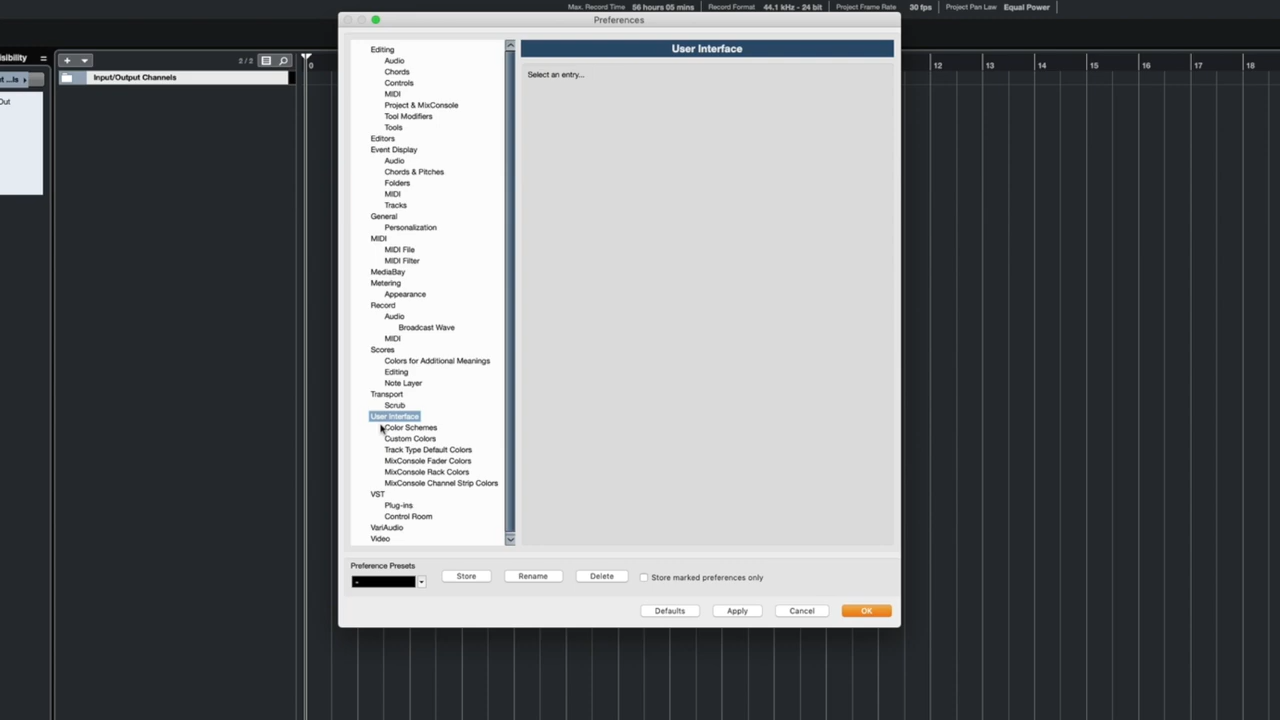 Max. Record Time 56 hours 05 mins Record Format 44.1 kHz - 24 bit Project Frame Rate 30 fps Project Pan Law Equal Power
Preferences
sibility
2 / 2
0 12 13 14 15 16 17 18
t ...ls
Input/Output Channels
Out
Editing
Audio
Chords
Controls
MIDI
Project & MixConsole
Tool Modifiers
Tools
Editors
Event Display
Audio
Chords & Pitches
Folders
MIDI
Tracks
General
Personalization
MIDI
MIDI File
MIDI Filter
MediaBay
Metering
Appearance
Record
Audio
Broadcast Wave
MIDI
Scores
Colors for Additional Meanings
Editing
Note Layer
Transport
Scrub
User Interface
Color Schemes
Custom Colors
Track Type Default Colors
MixConsole Fader Colors
MixConsole Rack Colors
MixConsole Channel Strip Colors
VST
Plug-ins
Control Room
VariAudio
Video
User Interface
Select an entry...
Preference Presets
-
Store Rename Delete Store marked preferences only
Defaults Apply Cancel OK